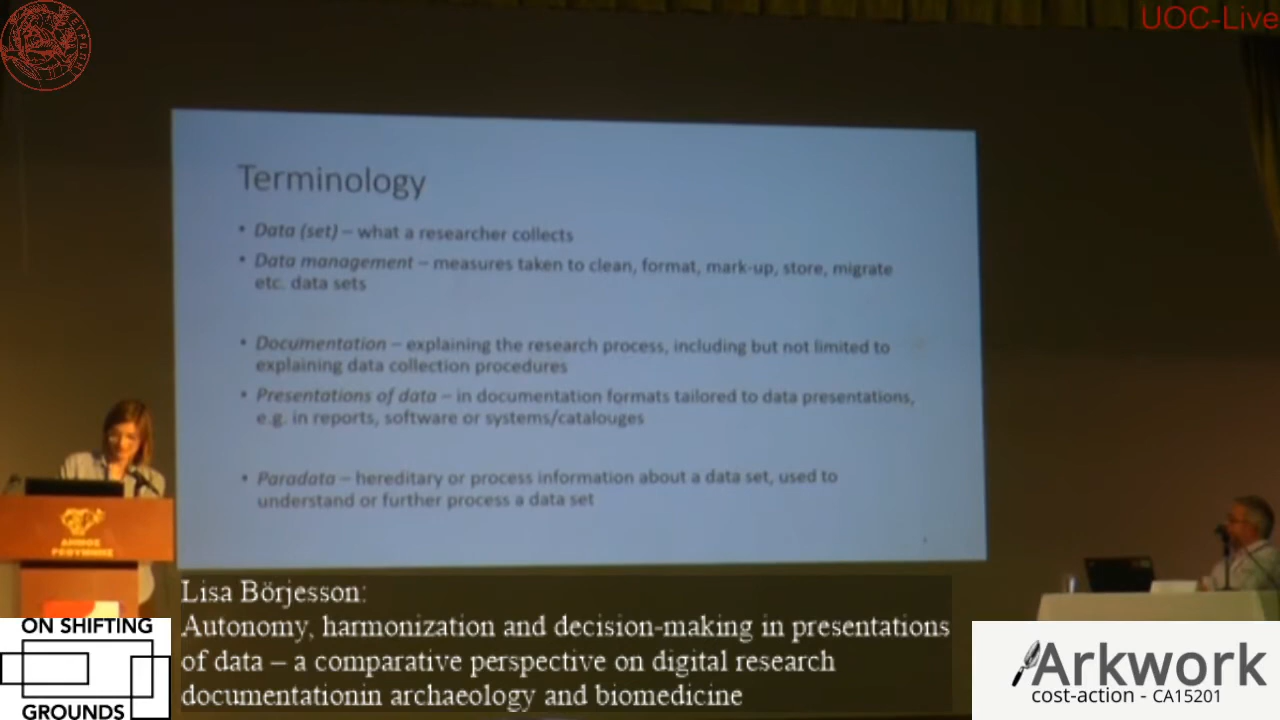 UOC-Live
Terminology
• Data (set) – what a researcher collects
• Data management – measures taken to clean, format, mark-up, store, migrate
etc. data sets
• Documentation – explaining the research process, including but not limited to
explaining data collection procedures
• Presentations of data – in documentation formats tailored to data presentations,
e.g. in reports, software or systems/catalouges
• Paradata – hereditary or process information about a data set, used to
understand or further process a data set
ΔΗΜΟΣ
ΡΕΘΥΜΝΗΣ
Lisa Börjesson:
Autonomy, harmonization and decision-making in presentations
of data – a comparative perspective on digital research
documentationin archaeology and biomedicine
ON SHIFTING
GROUNDS
Arkwork
cost-action - CA15201